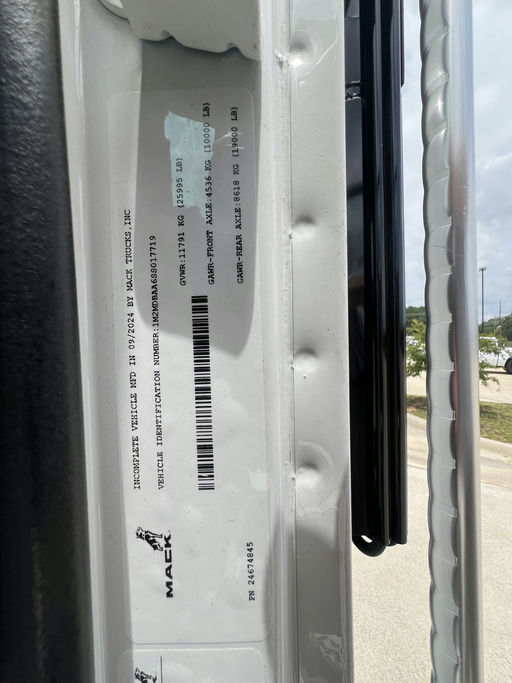 INCOMPLETE VEHICLE MFD IN 09/2024 BY MACK TRUCKS,INC
VEHICLE IDENTIFICATION NUMBER:1M2MDBAA6SS017719
GVWR:11791 KG (25995 LB)
GAWR-FRONT AXLE:4536 KG (10000 LB)
GAWR-REAR AXLE:8618 KG (19000 LB)
MACK
PN 24674845